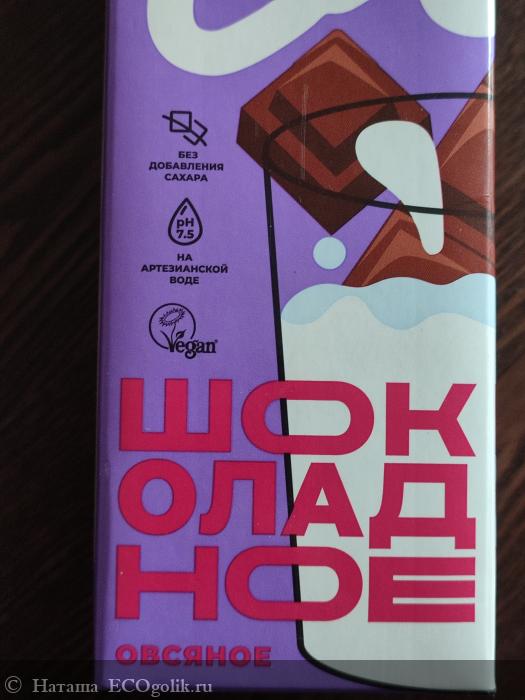 БЕЗ
ДОБАВЛЕНИЯ
САХАРА
pH
7.5
НА
АРТЕЗИАНСКОЙ
ВОДЕ
Vegan
ШОК
ОЛАД
НОЕ
ОВСЯНОЕ
© Наташа ECOgolik.ru